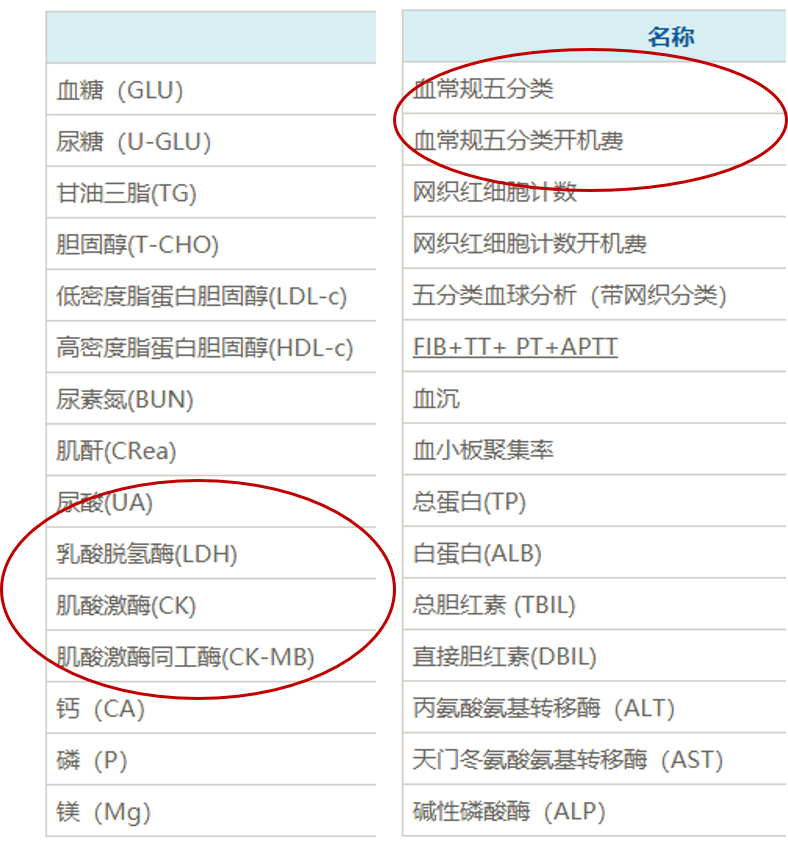 血糖（GLU）
尿糖（U-GLU）
甘油三脂(TG)
胆固醇(T-CHO)
低密度脂蛋白胆固醇(LDL-c)
高密度脂蛋白胆固醇(HDL-c)
尿素氮(BUN)
肌酐(CRea)
尿酸(UA)
乳酸脱氢酶(LDH)
肌酸激酶(CK)
肌酸激酶同工酶(CK-MB)
钙（CA）
磷（P）
镁（Mg）
名称
血常规五分类
血常规五分类开机费
网织红细胞计数
网织红细胞计数开机费
五分类血球分析（带网织分类）
FIB+TT+ PT+APTT
血沉
血小板聚集率
总蛋白(TP)
白蛋白(ALB)
总胆红素 (TBIL)
直接胆红素(DBIL)
丙氨酸氨基转移酶（ALT）
天门冬氨酸氨基转移酶（AST）
碱性磷酸酶（ALP）